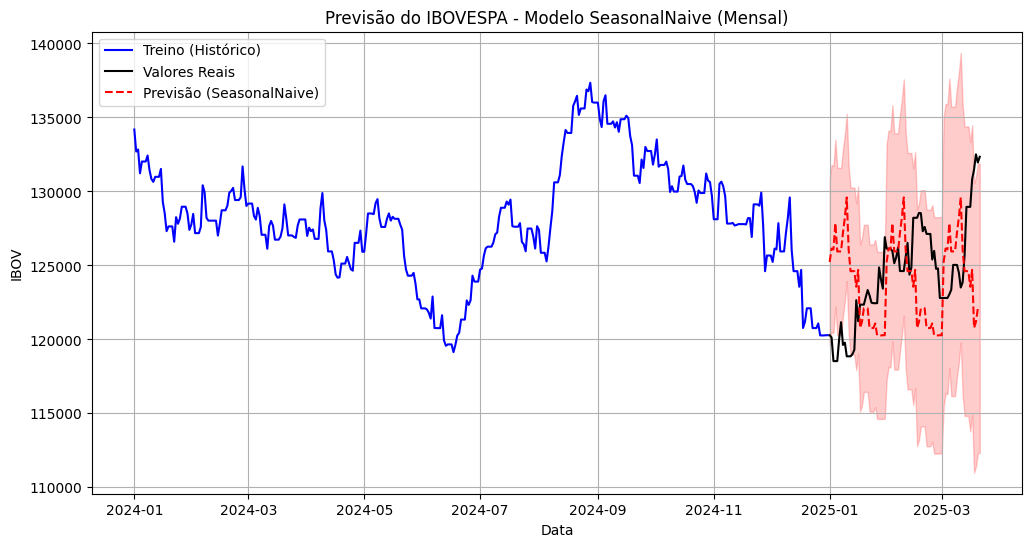 Previsão do IBOVESPA - Modelo SeasonalNaive (Mensal)
Treino (Histórico)
Valores Reais
Previsão (SeasonalNaive)
IBOV
140000
135000
130000
125000
120000
115000
110000
2024-01
2024-03
2024-05
2024-07
2024-09
2024-11
2025-01
2025-03
Data